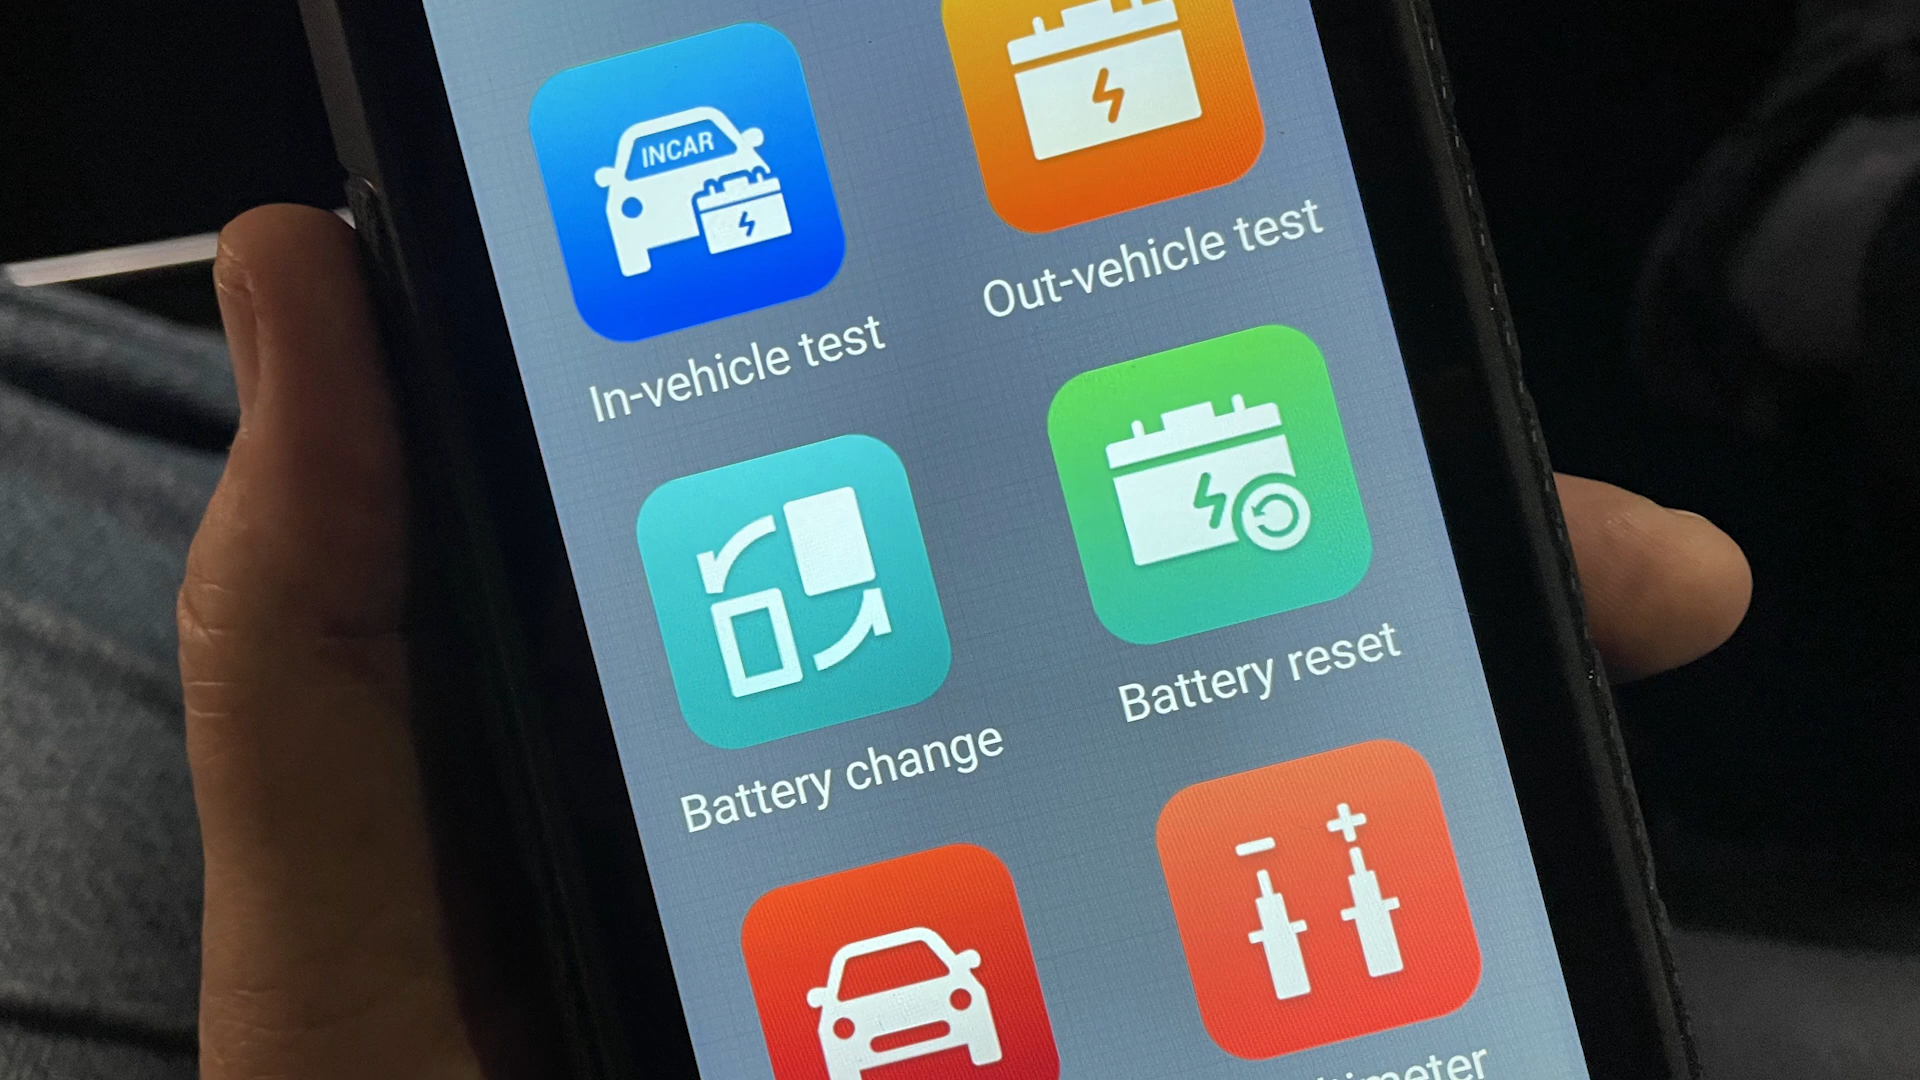 INCAR
In-vehicle test
Out-vehicle test
Battery change
Battery reset